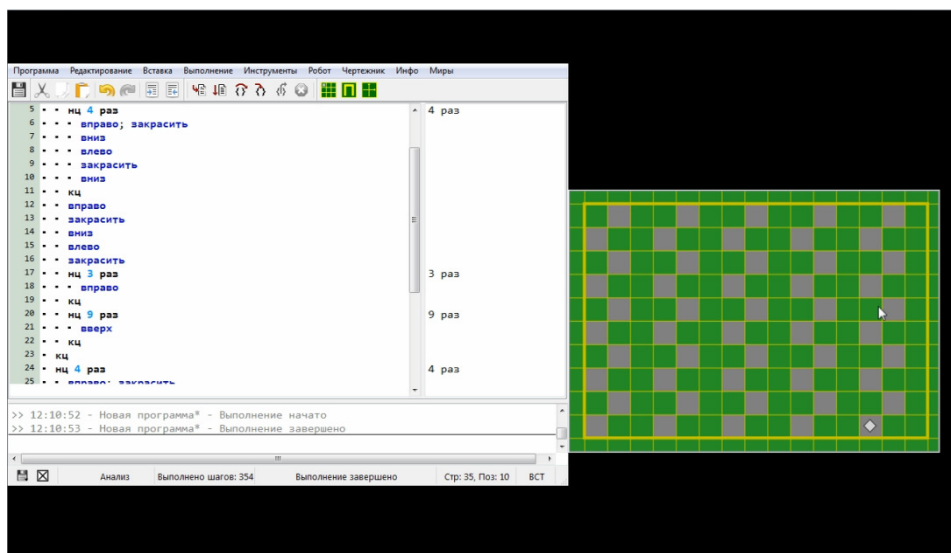 Программа Редактирование Вставка Выполнение Инструменты Робот Чертежник Инфо Миры
5 нц 4 раз 4 раз
6 вправо; закрасить
7 вниз
8 влево
9 закрасить
10 вниз
11 кц
12 вправо
13 закрасить
14 вниз
15 влево
16 закрасить
17 нц 3 раз 3 раз
18 вправо
19 кц
20 нц 9 раз 9 раз
21 вверх
22 кц
23 кц
24 нц 4 раз 4 раз
25 вправо; закрасить
>> 12:10:52 - Новая программа* - Выполнение начато
>> 12:10:53 - Новая программа* - Выполнение завершено
Анализ Выполнено шагов: 354 Выполнение завершено Стр: 35, Поз: 10 ВСТ